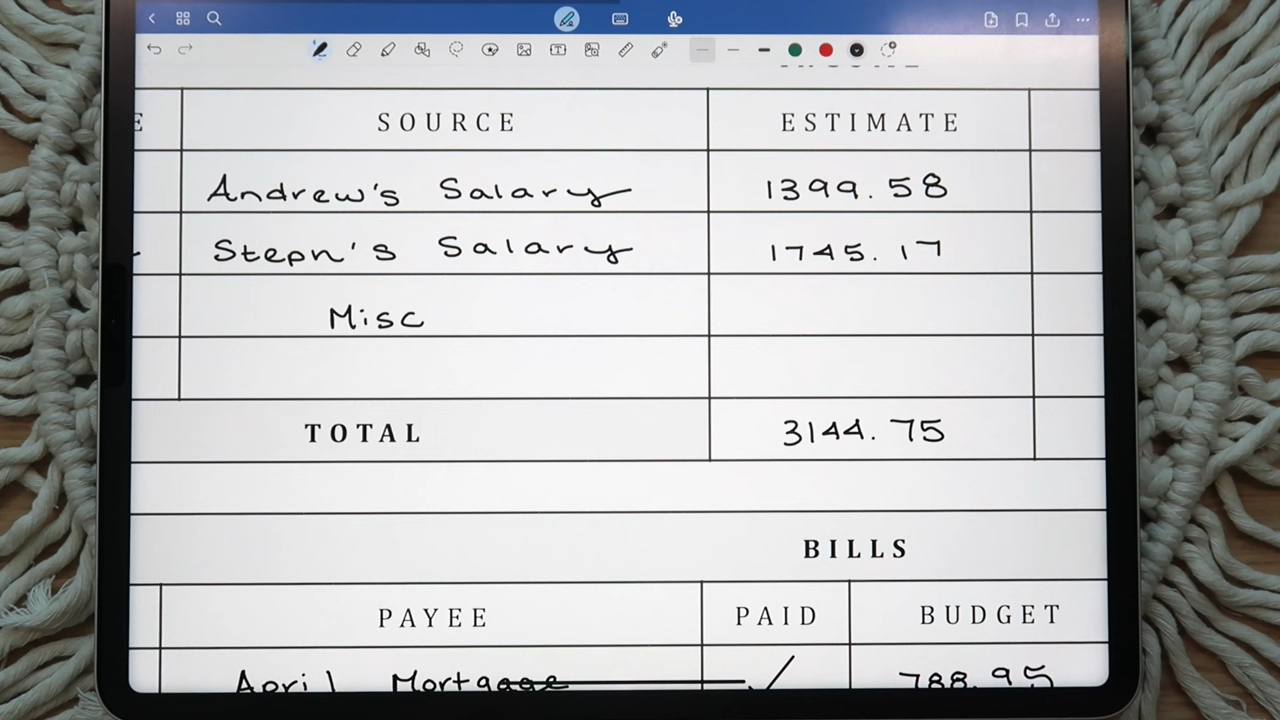 E SOURCE ESTIMATE
Andrew's Salary 1399.58
Steph's Salary 1745.17
Misc
TOTAL 3144.75
BILLS
PAYEE PAID BUDGET
April Mortgage ✓ 788.95